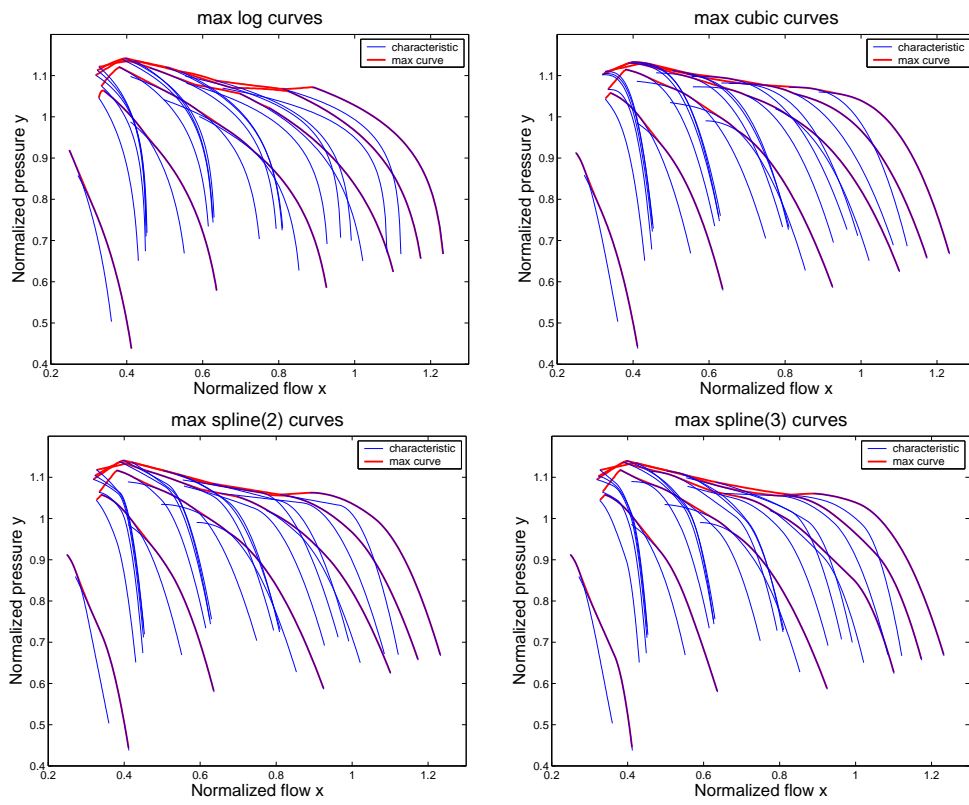 max log curves
Normalized pressure y
1.1
1
0.9
0.8
0.7
0.6
0.5
0.4
0.2
0.4
0.6
0.8
1
1.2
Normalized flow x
characteristic
max curve
max cubic curves
Normalized pressure y
1.1
1
0.9
0.8
0.7
0.6
0.5
0.4
0.2
0.4
0.6
0.8
1
1.2
Normalized flow x
characteristic
max curve
max spline(2) curves
Normalized pressure y
1.1
1
0.9
0.8
0.7
0.6
0.5
0.4
0.2
0.4
0.6
0.8
1
1.2
Normalized flow x
characteristic
max curve
max spline(3) curves
Normalized pressure y
1.1
1
0.9
0.8
0.7
0.6
0.5
0.4
0.2
0.4
0.6
0.8
1
1.2
Normalized flow x
characteristic
max curve